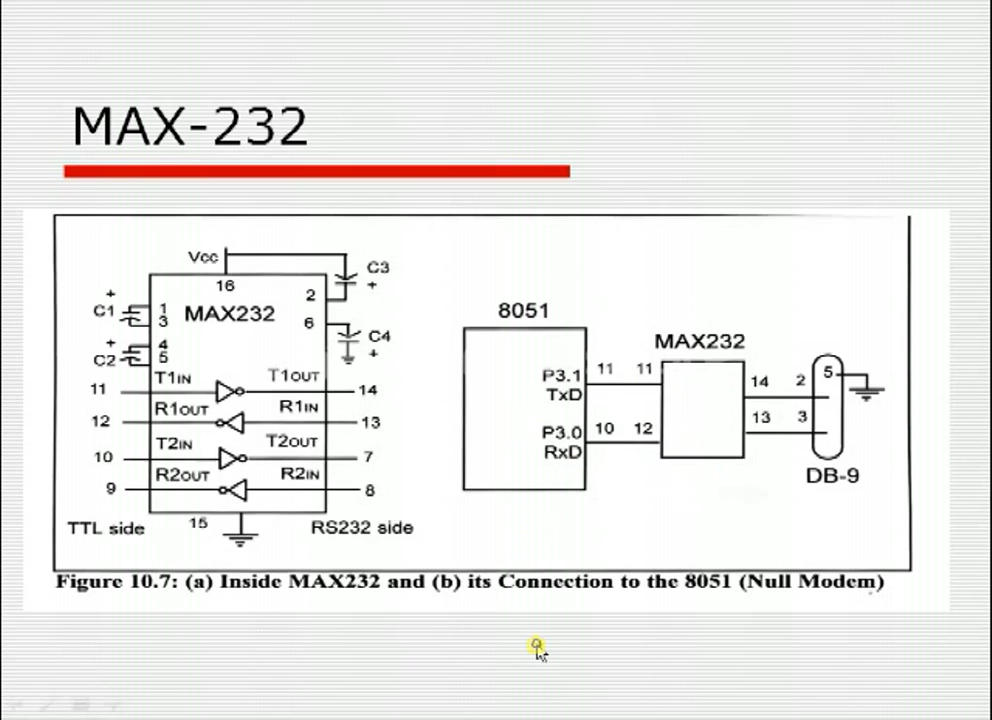 MAX-232
Vcc
16
C3
+
2
MAX232
+
C1
1
3
6
C4
+
+
C2
4
5
11
T1IN
T1OUT
14
12
R1OUT
R1IN
13
10
T2IN
T2OUT
7
9
R2OUT
R2IN
8
TTL side
15
RS232 side
8051
MAX232
P3.1
TxD
11
11
14
2
5
P3.0
RxD
10
12
13
3
DB-9
Figure 10.7: (a) Inside MAX232 and (b) its Connection to the 8051 (Null Modem)